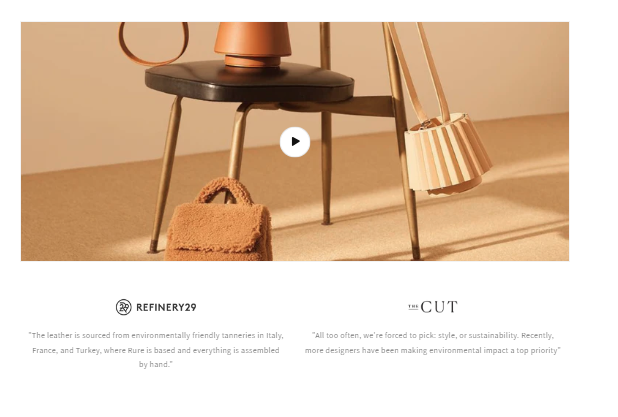 REFINERY29
"The leather is sourced from environmentally friendly tanneries in Italy,
France, and Turkey, where Rure is based and everything is assembled
by hand."
THE CUT
"All too often, we're forced to pick: style, or sustainability. Recently,
more designers have been making environmental impact a top priority"